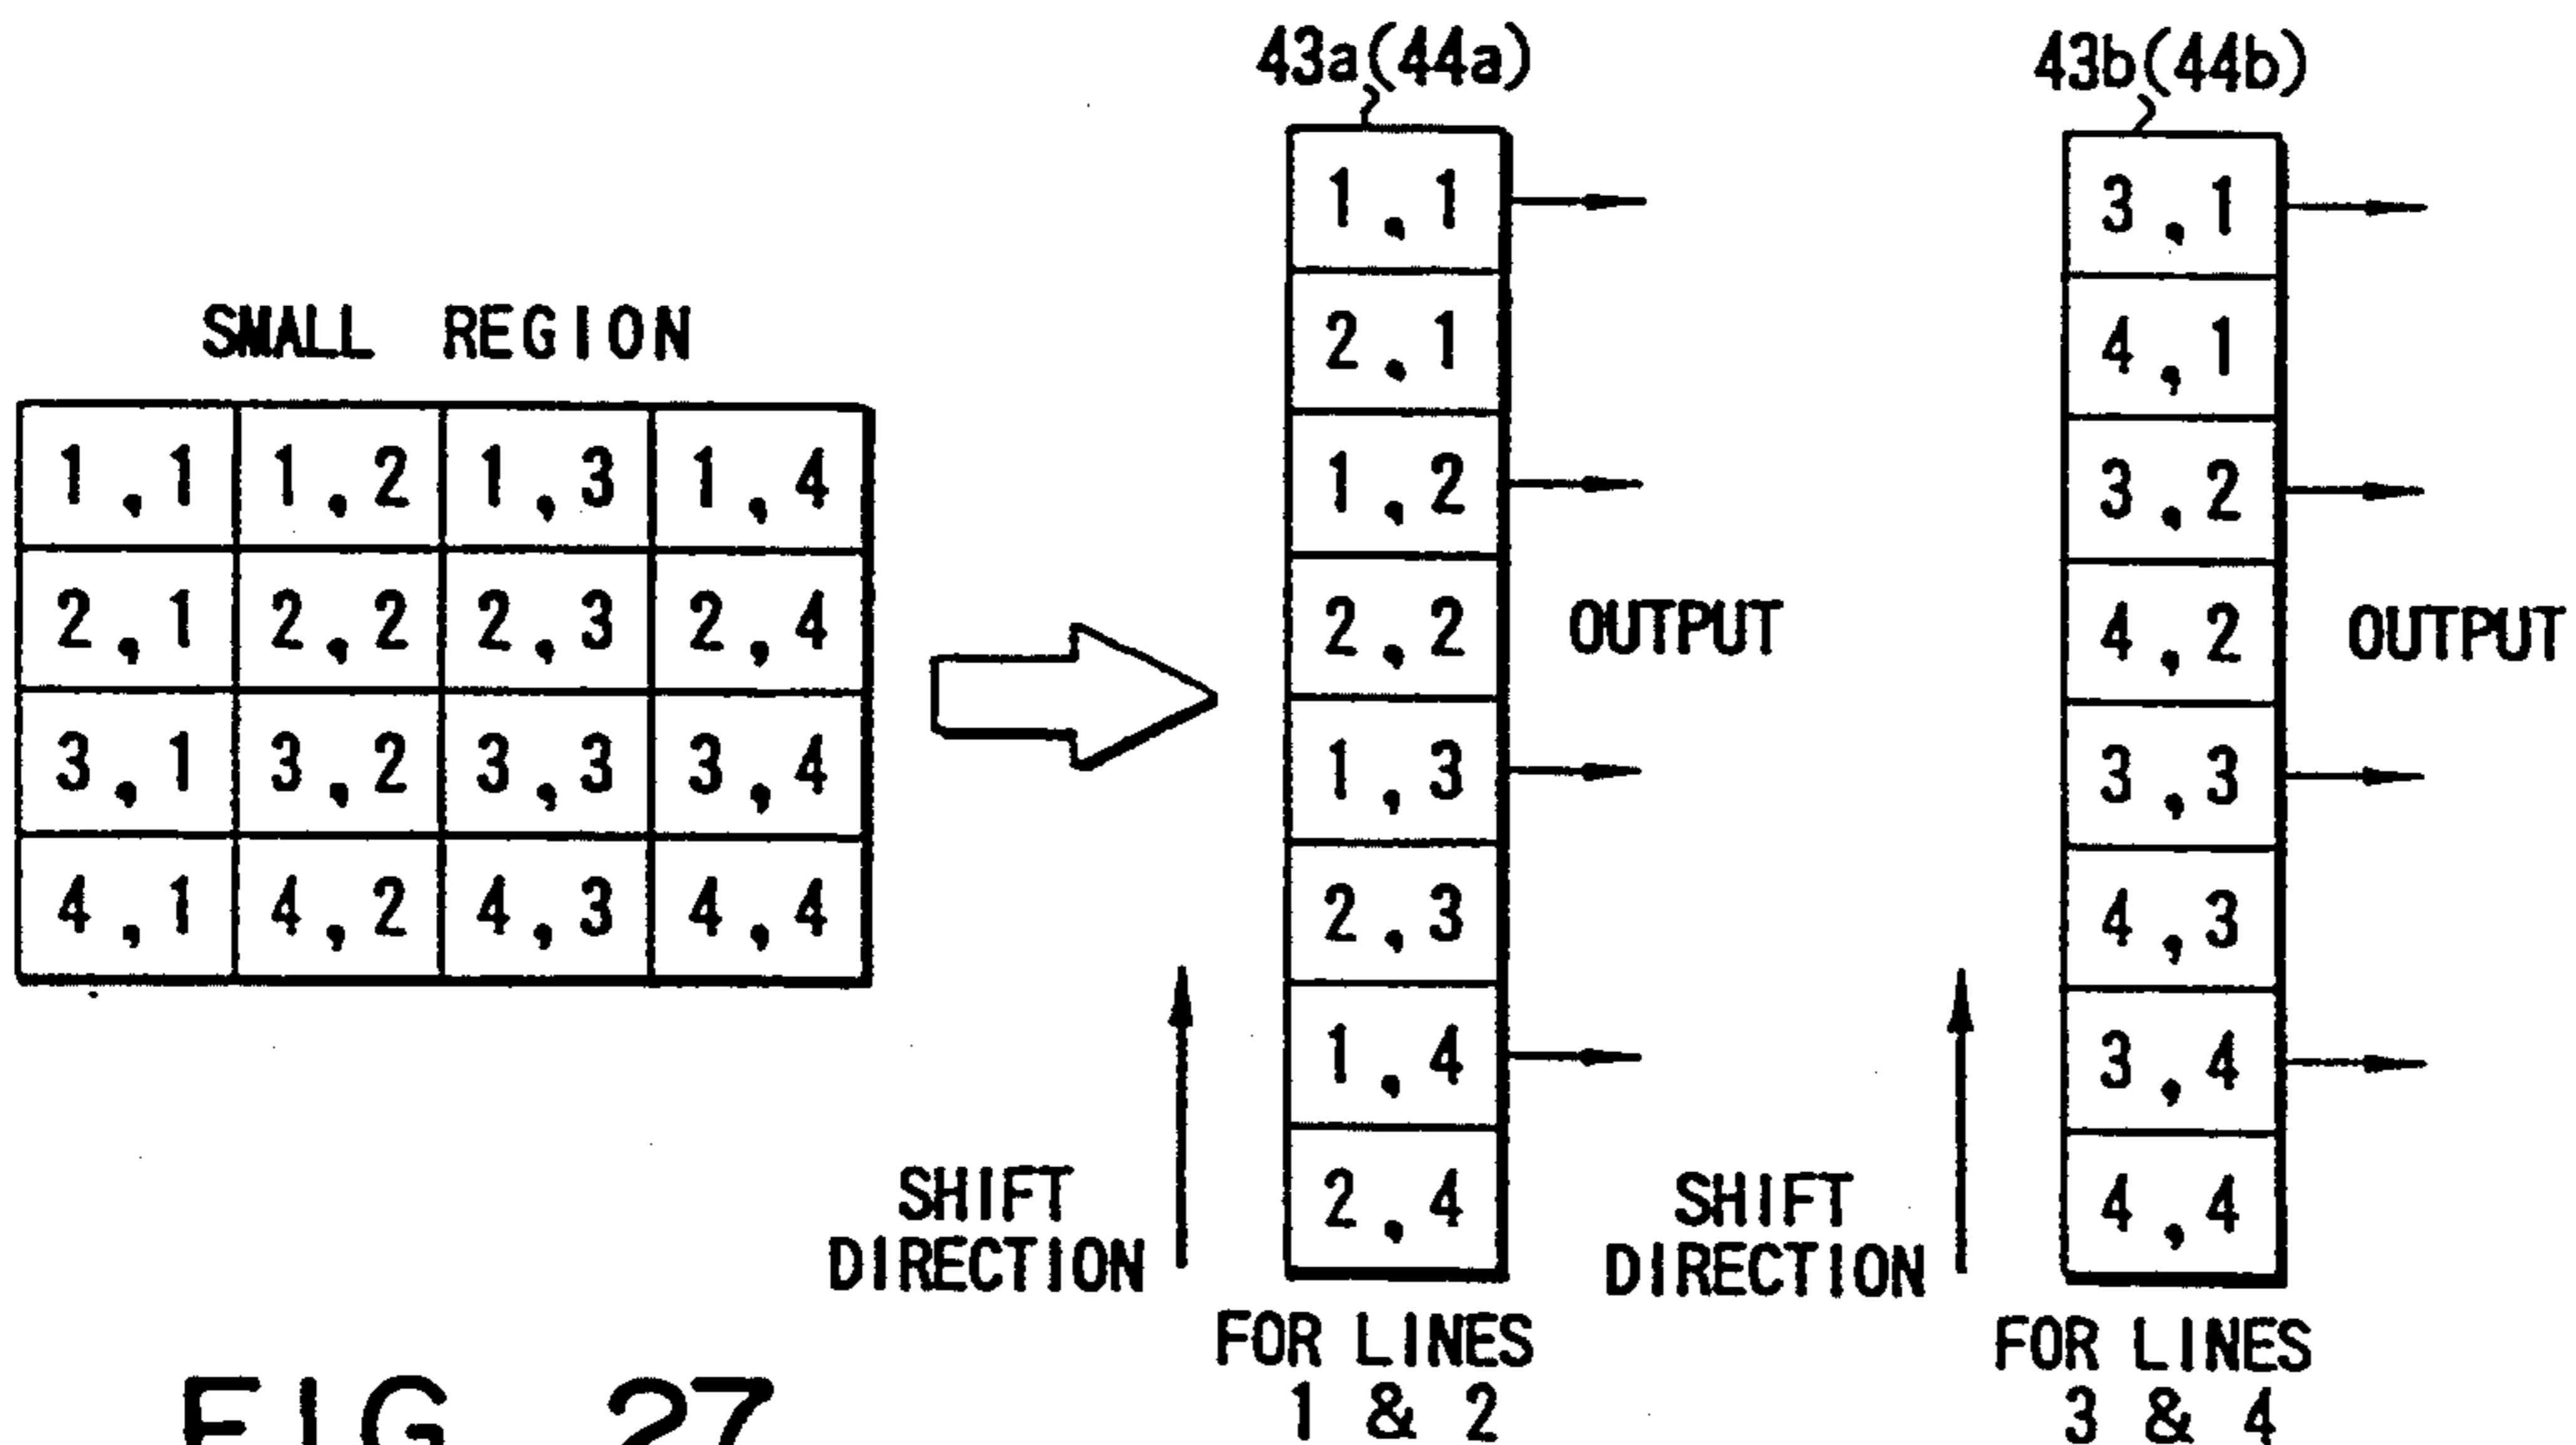 SMALL REGION
1,1 1,2 1,3 1,4
2,1 2,2 2,3 2,4
3,1 3,2 3,3 3,4
4,1 4,2 4,3 4,4
43a(44a)
1,1
2,1
1,2
2,2
1,3
2,3
1,4
2,4
OUTPUT
SHIFT
DIRECTION
FOR LINES
1 & 2
43b(44b)
3,1
4,1
3,2
4,2
3,3
4,3
3,4
4,4
OUTPUT
SHIFT
DIRECTION
FOR LINES
3 & 4
FIG 27